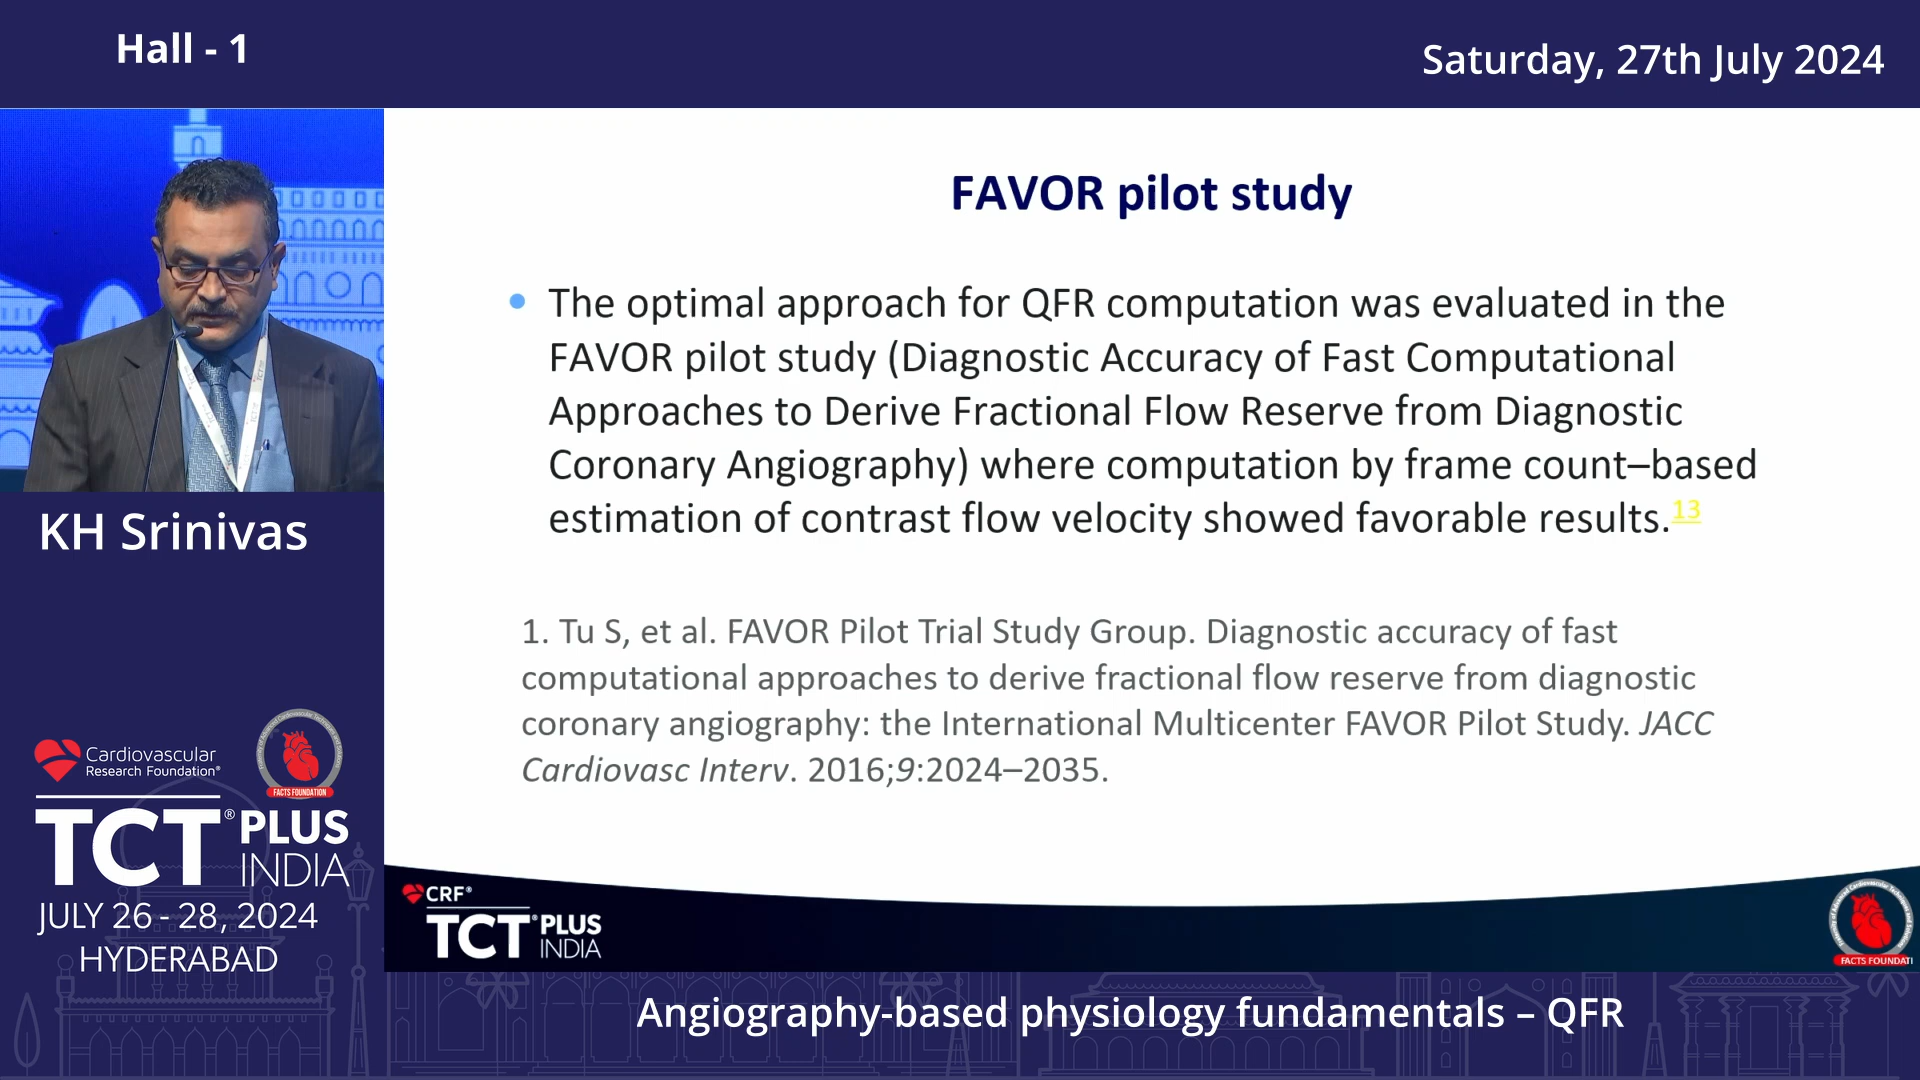 Hall - 1
Saturday, 27th July 2024
FAVOR pilot study
• The optimal approach for QFR computation was evaluated in the
FAVOR pilot study (Diagnostic Accuracy of Fast Computational
Approaches to Derive Fractional Flow Reserve from Diagnostic
Coronary Angiography) where computation by frame count–based
estimation of contrast flow velocity showed favorable results.13
1. Tu S, et al. FAVOR Pilot Trial Study Group. Diagnostic accuracy of fast
computational approaches to derive fractional flow reserve from diagnostic
coronary angiography: the International Multicenter FAVOR Pilot Study. JACC
Cardiovasc Interv. 2016;9:2024–2035.
KH Srinivas
Cardiovascular
Research Foundation®
FACTS FOUNDATION
TCT® PLUS
INDIA
JULY 26 - 28, 2024
HYDERABAD
CRF®
TCT® PLUS
INDIA
FACTS FOUNDATI
Angiography-based physiology fundamentals – QFR